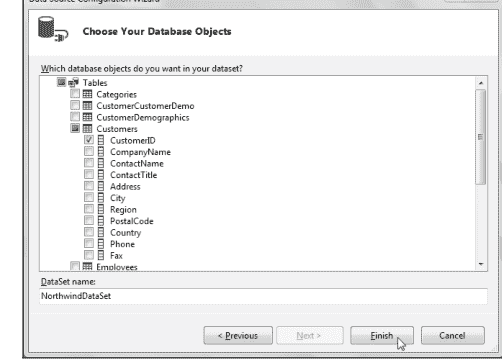 Data Source Configuration Wizard
Choose Your Database Objects
Which database objects do you want in your dataset?
Tables
Categories
CustomerCustomerDemo
CustomerDemographics
Customers
CustomerID
CompanyName
ContactName
ContactTitle
Address
City
Region
PostalCode
Country
Phone
Fax
Employees
DataSet name:
NorthwindDataSet
< Previous
Next >
Finish
Cancel